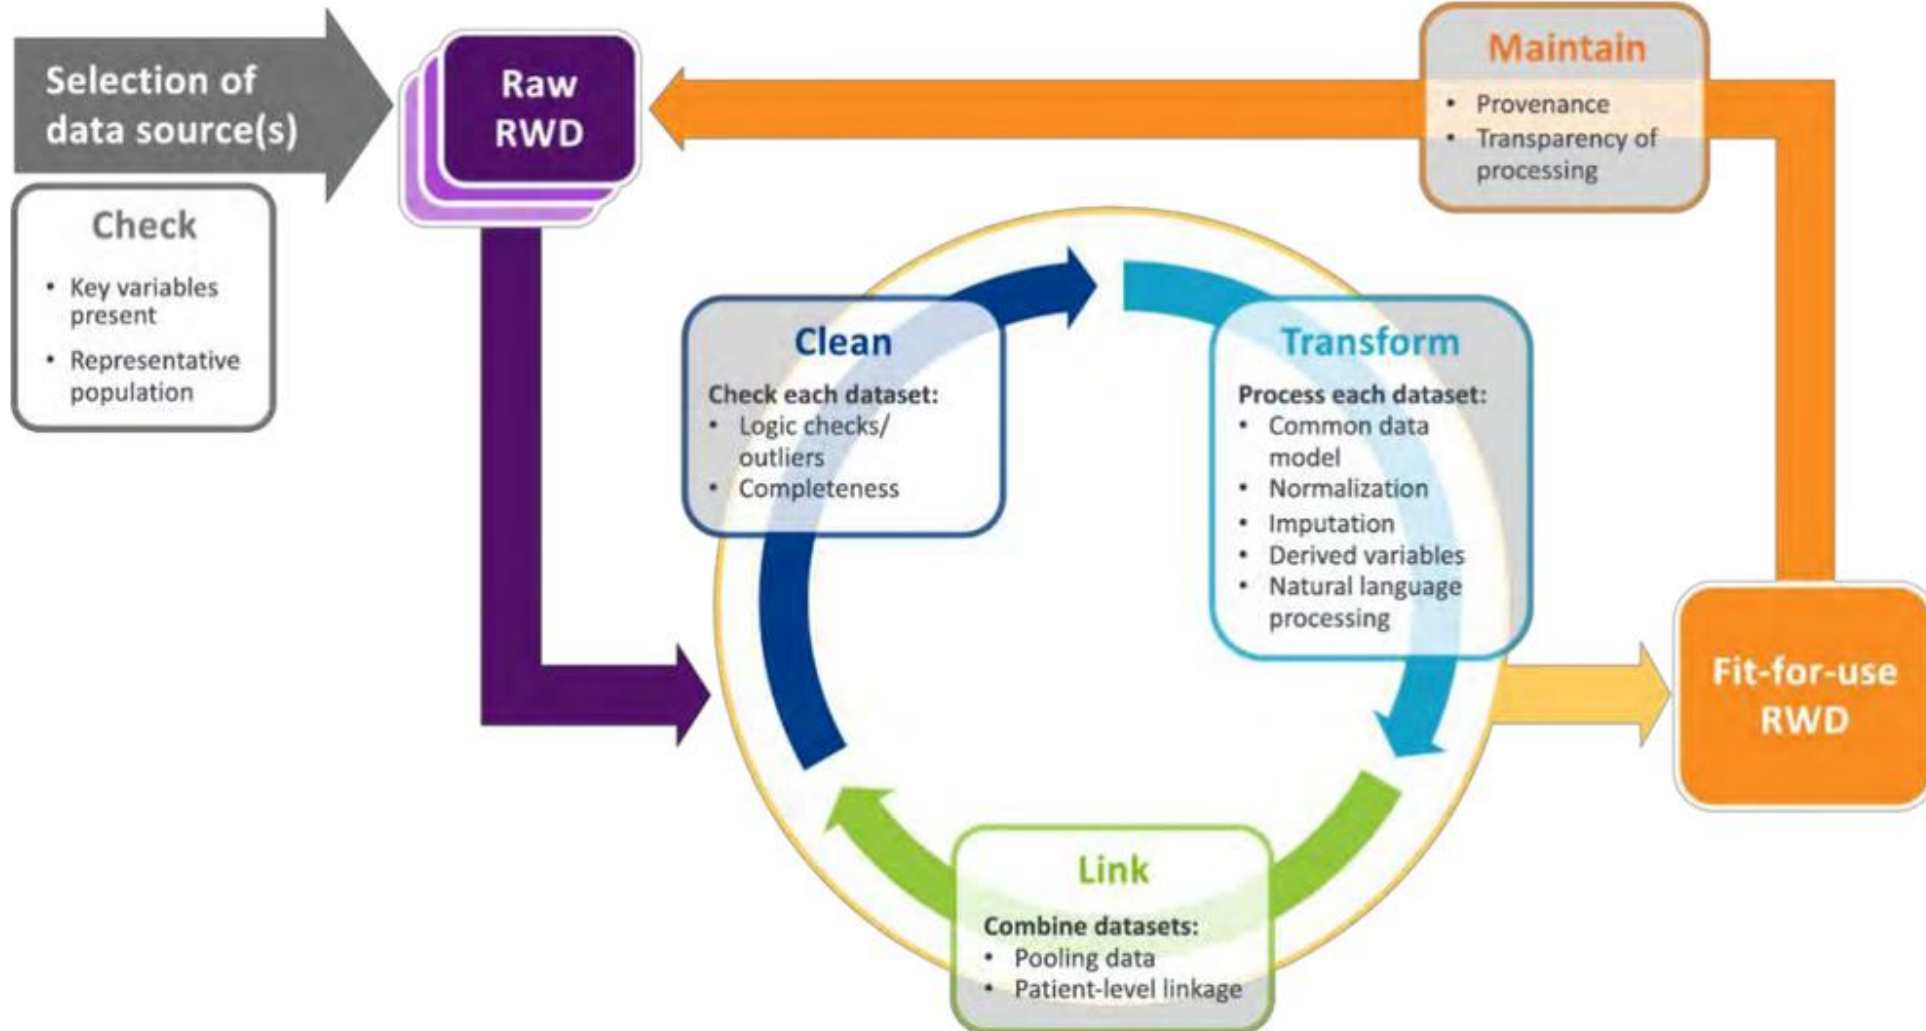 Selection of
data source(s)
Check
• Key variables
present
• Representative
population
Raw
RWD
Maintain
• Provenance
• Transparency of
processing
Clean
Check each dataset:
• Logic checks/
outliers
• Completeness
Transform
Process each dataset:
• Common data
model
• Normalization
• Imputation
• Derived variables
• Natural language
processing
Link
Combine datasets:
• Pooling data
• Patient-level linkage
Fit-for-use
RWD